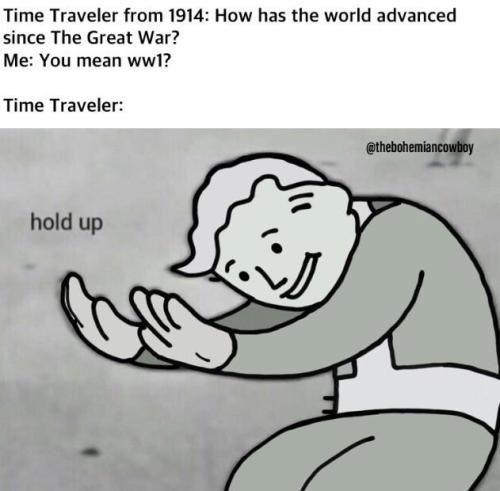 Time Traveler from 1914: How has the world advanced
since The Great War?
Me: You mean ww1?
Time Traveler:
@thebohemiancowboy
hold up